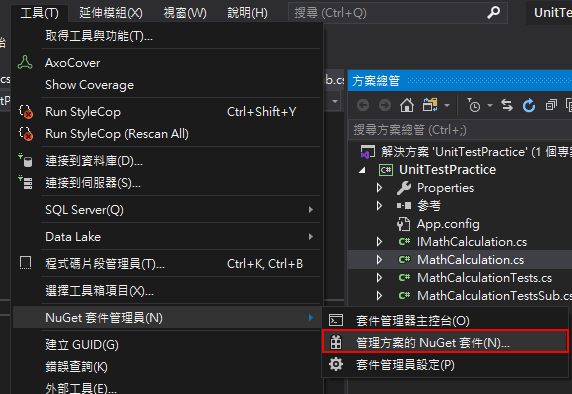 工具(T) 延伸模組(X) 視窗(W) 說明(H) 搜尋 (Ctrl+Q) UnitTest
取得工具與功能(T)...
AxoCover
Show Coverage
Run StyleCop Ctrl+Shift+Y
Run StyleCop (Rescan All)
連接到資料庫(D)...
連接到伺服器(S)...
SQL Server(Q)
Data Lake
程式碼片段管理員(T)... Ctrl+K, Ctrl+B
選擇工具箱項目(X)...
NuGet 套件管理員(N)
建立 GUID(G)
錯誤查閱(K)
外部工具(E)...
套件管理器主控台(O)
管理方案的 NuGet 套件(N)...
套件管理員設定(P)
ub.cs
方案總管
搜尋方案總管 (Ctrl+;)
解決方案 'UnitTestPractice' (1 個專
UnitTestPractice
Properties
參考
App.config
IMathCalculation.cs
MathCalculation.cs
MathCalculationTests.cs
MathCalculationTestsSub.cs